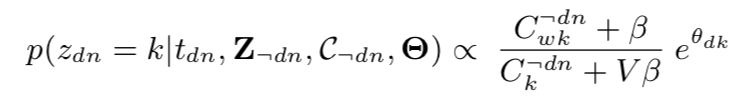 $p(z_{dn} = k|t_{dn}, \mathbf{Z}_{\neg dn}, \mathcal{C}_{\neg dn}, \boldsymbol{\Theta}) \propto \frac{C_{wk}^{\neg dn} + \beta}{C_{k}^{\neg dn} + V\beta} e^{\theta_{dk}}$